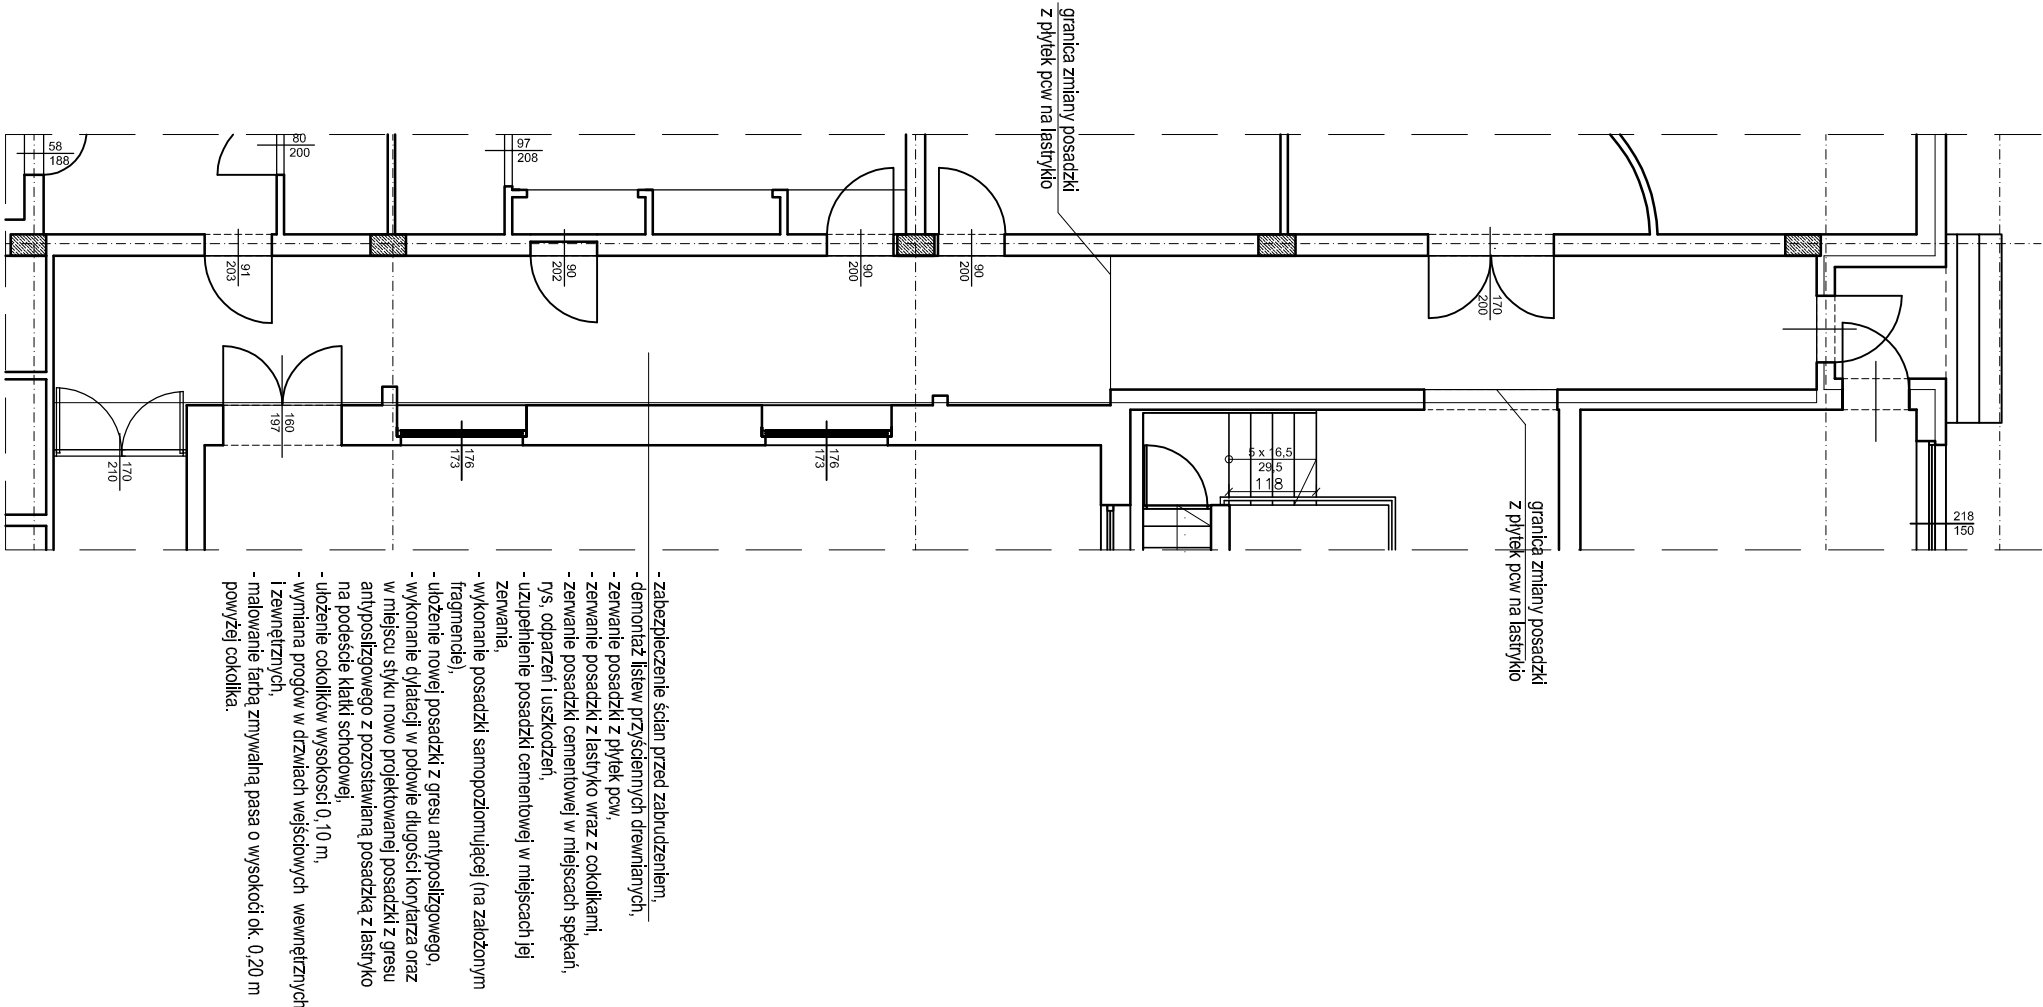 granica zmiany posadzki
z płytek pcw na lastrykio
58
188
80
200
97
208
91
203
90
202
90
200
90
200
170
200
160
197
170
210
176
173
176
173
5 x 16,5
29,5
118
218
150
granica zmiany posadzki
z płytek pcw na lastrykio
- zabezpieczenie ścian przed zabrudzeniem,
- demontaż listew przyściennych drewnianych,
- zerwanie posadzki z płytek pcw,
- zerwanie posadzki z lastryko wraz z cokolikami,
- zerwanie posadzki cementowej w miejscach spękań,
rys, odparzeń i uszkodzeń,
- uzupełnienie posadzki cementowej w miejscach jej
zerwania,
- wykonanie posadzki samopoziomującej (na założonym
fragmencie),
- ułożenie nowej posadzki z gresu antypoślizgowego,
- wykonanie dylatacji w połowie długości korytarza oraz
w miejscu styku nowo projektowanej posadzki z gresu
antyposlizgowego z pozostawianą posadzką z lastryko
na podeście klatki schodowej,
- ułożenie cokolików wysokosci 0,10 m,
- wymiana progów w drzwiach wejściowych wewnętrznych
i zewnętrznych,
- malowanie farbą zmywalną pasa o wysokoći ok. 0,20 m
powyżej cokolika.